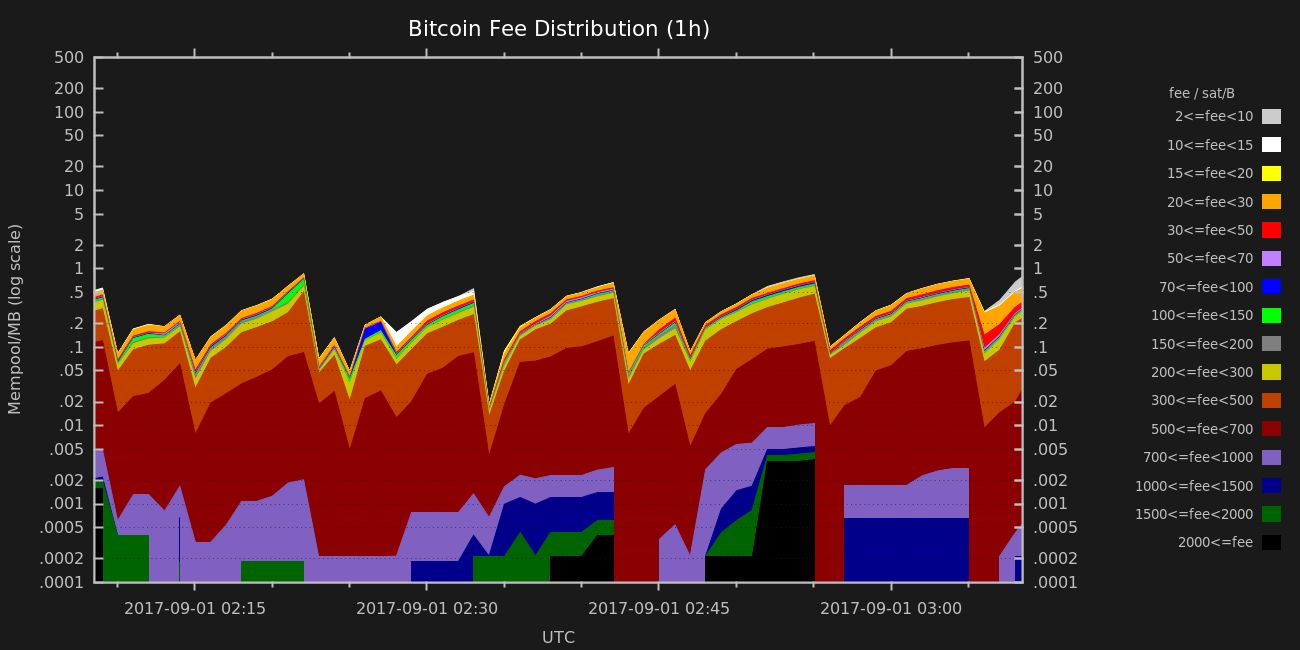 Bitcoin Fee Distribution (1h)
Mempool/MB (log scale)
500 500
200 200
100 100
50 50
20 20
10 10
5 5
2 2
1 1
.5 .5
.2 .2
.1 .1
.05 .05
.02 .02
.01 .01
.005 .005
.002 .002
.001 .001
.0005 .0005
.0002 .0002
.0001 .0001
2017-09-01 02:15 2017-09-01 02:30 2017-09-01 02:45 2017-09-01 03:00
UTC
fee / sat/B
2<=fee<10
10<=fee<15
15<=fee<20
20<=fee<30
30<=fee<50
50<=fee<70
70<=fee<100
100<=fee<150
150<=fee<200
200<=fee<300
300<=fee<500
500<=fee<700
700<=fee<1000
1000<=fee<1500
1500<=fee<2000
2000<=fee